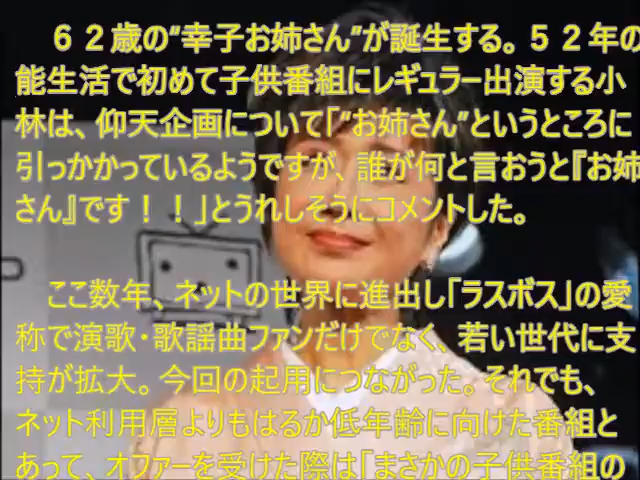 ６２歳の“幸子お姉さん”が誕生する。５２年の
能生活で初めて子供番組にレギュラー出演する小
林は、仰天企画について「“お姉さん”というところに
引っかかっているようですが、誰が何と言おうと『お姉
さん』です！！」とうれしそうにコメントした。
ここ数年、ネットの世界に進出し「ラスボス」の愛
称で演歌・歌謡曲ファンだけでなく、若い世代に支
持が拡大。今回の起用につながった。それでも、
ネット利用層よりもはるか低年齢に向けた番組と
あって、オファーを受けた際は「まさかの子供番組の